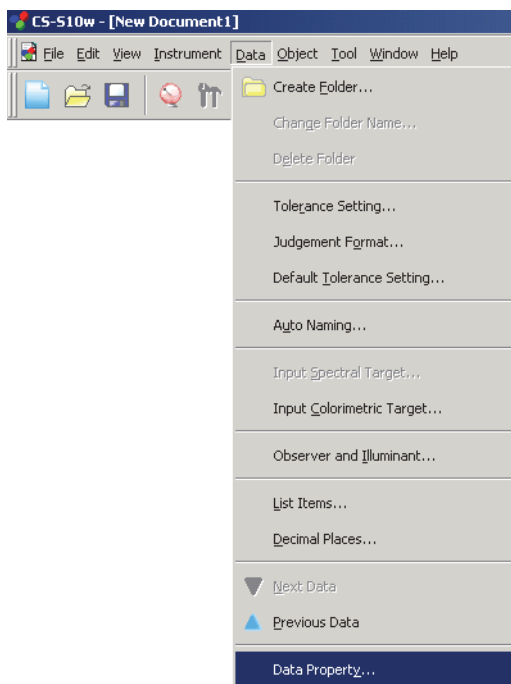 CS-S10w - [New Document1]
File Edit View Instrument Data Object Tool Window Help
Create Folder...
Change Folder Name...
Delete Folder
Tolerance Setting...
Judgement Format...
Default Tolerance Setting...
Auto Naming...
Input Spectral Target...
Input Colorimetric Target...
Observer and Illuminant...
List Items...
Decimal Places...
Next Data
Previous Data
Data Property...